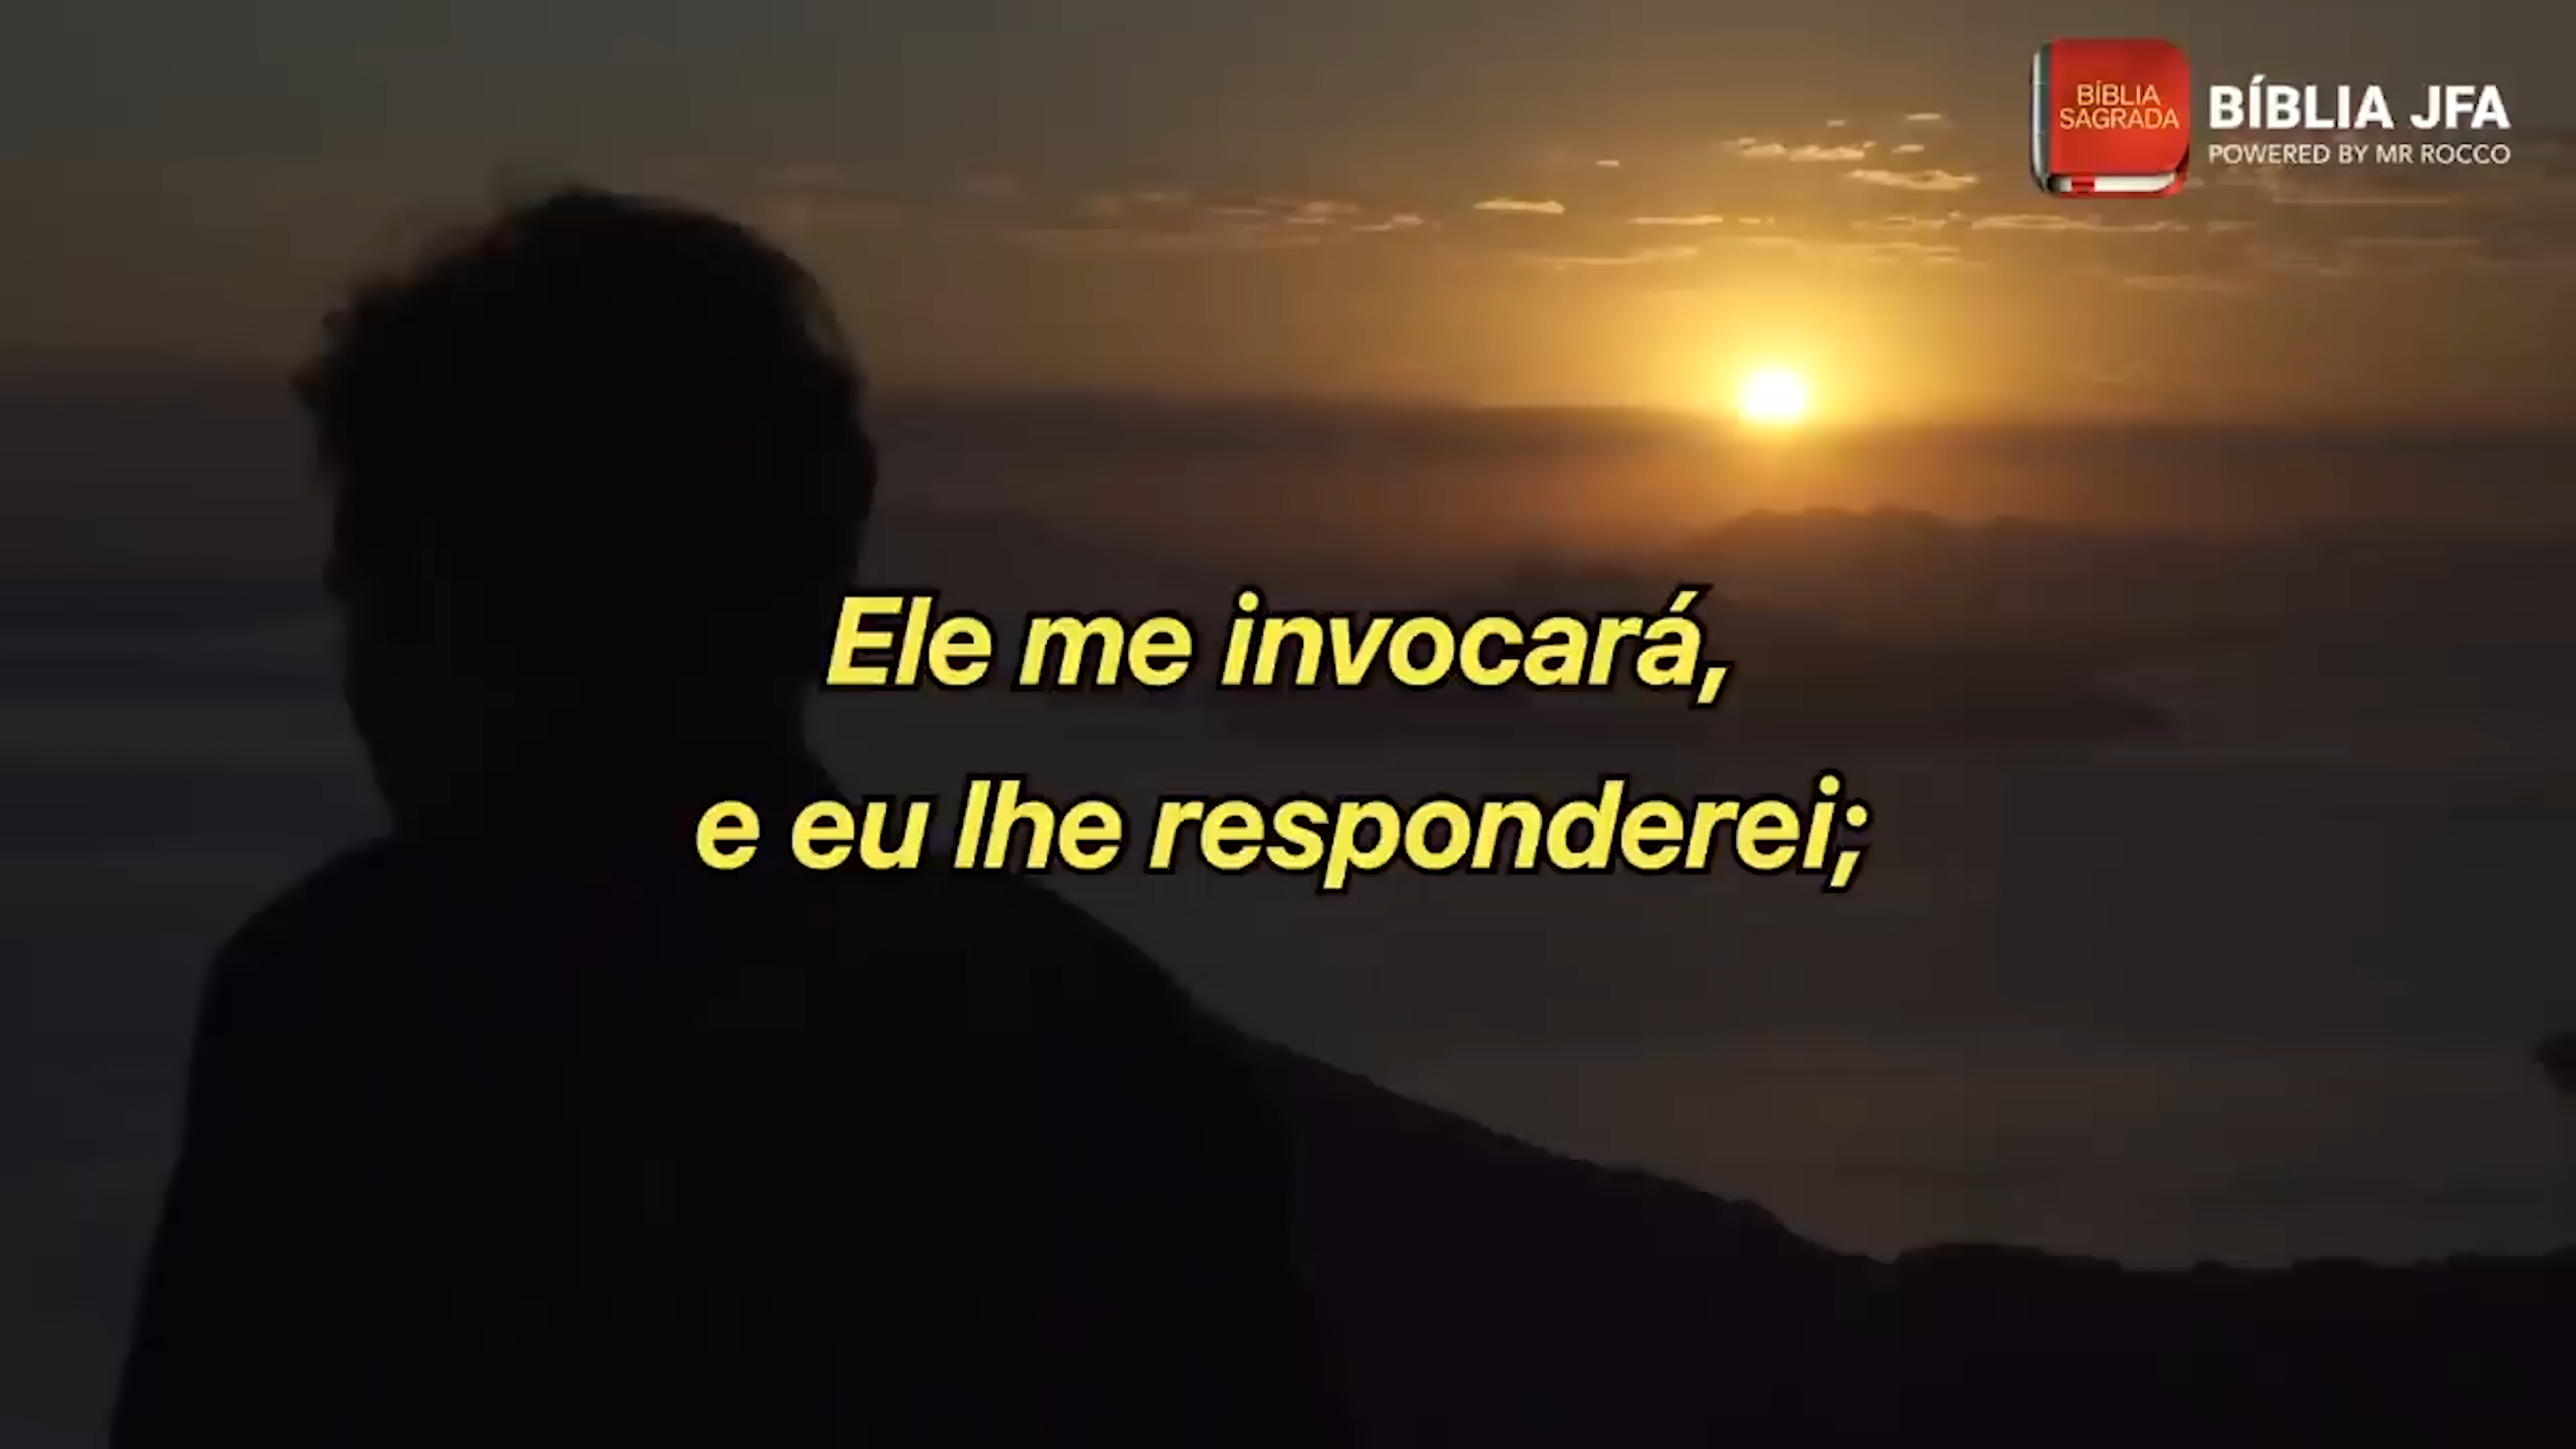 BÍBLIA
SAGRADA
BÍBLIA JFA
POWERED BY MR ROCCO
Ele me invocará,
e eu lhe responderei;